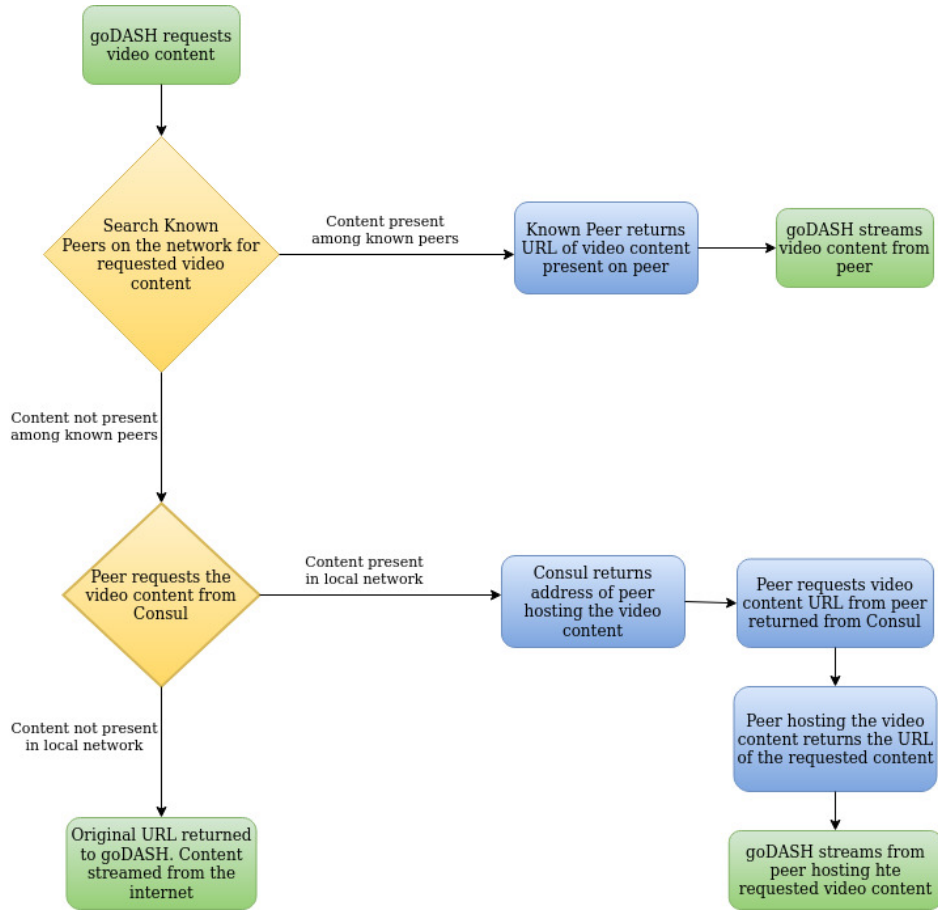 goDASH requests
video content
Search Known
Peers on the network for
requested video
content
Content present
among known peers
Known Peer returns
URL of video content
present on peer
goDASH streams
video content from
peer
Content not present
among known peers
Peer requests the
video content from
Consul
Content present
in local network
Consul returns
address of peer
hosting the video
content
Peer requests video
content URL from peer
returned from Consul
Content not present
in local network
Peer hosting the video
content returns the URL
of the requested content
Original URL returned
to goDASH. Content
streamed from the
internet
goDASH streams from
peer hosting hte
requested video content